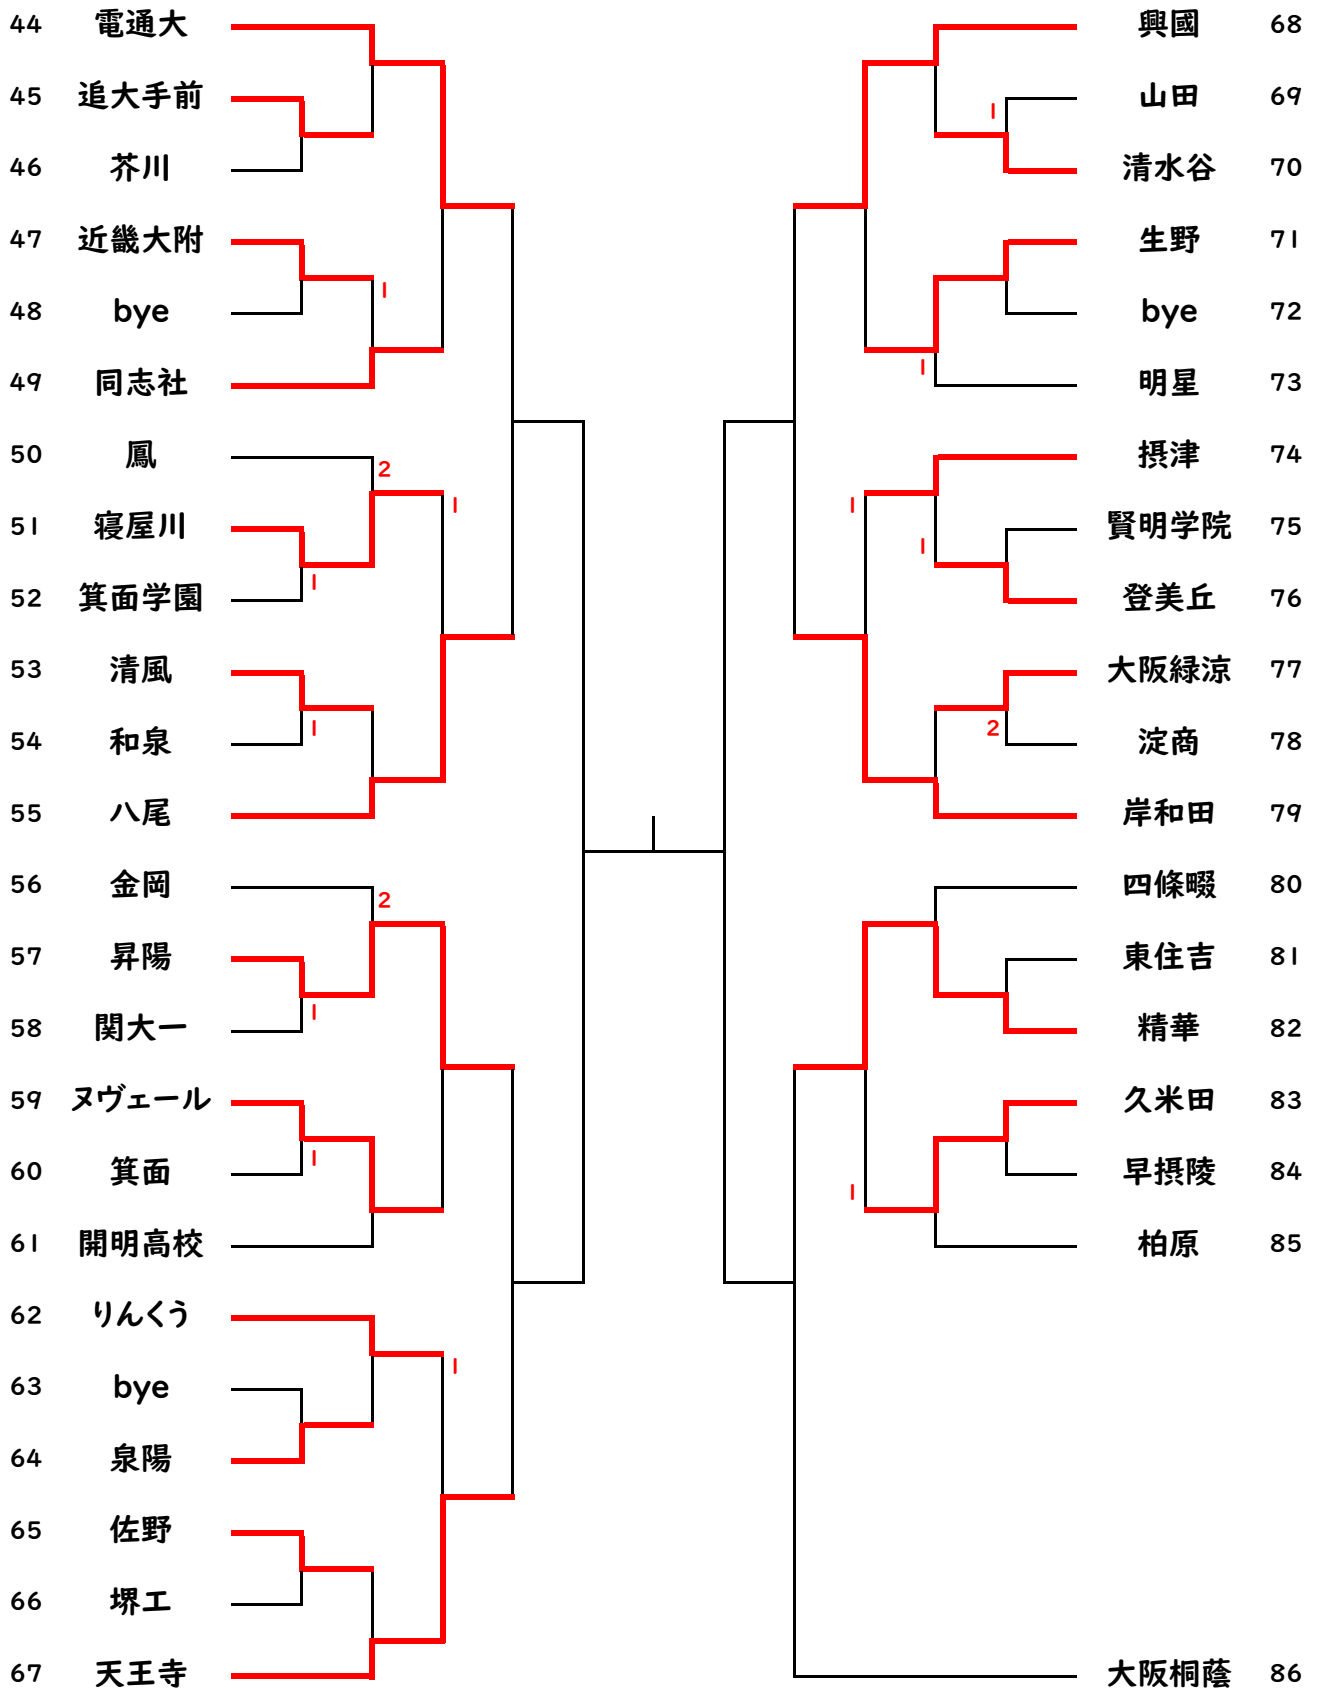 44 電通大
45 追大手前
46 芥川
47 近畿大附
1
48 bye
49 同志社
50 鳳
2
1
51 寝屋川
1
52 箕面学園
53 清風
1
54 和泉
55 八尾
56 金岡
2
57 昇陽
1
58 関大一
59 ヌヴェール
1
60 箕面
61 開明高校
62 りんくう
1
63 bye
64 泉陽
65 佐野
66 堺工
67 天王寺
興國 68
1
山田 69
清水谷 70
生野 71
bye 72
1
明星 73
摂津 74
1
賢明学院 75
1
登美丘 76
大阪緑涼 77
2
淀商 78
岸和田 79
四條畷 80
東住吉 81
精華 82
久米田 83
早摂陵 84
1
柏原 85
大阪桐蔭 86